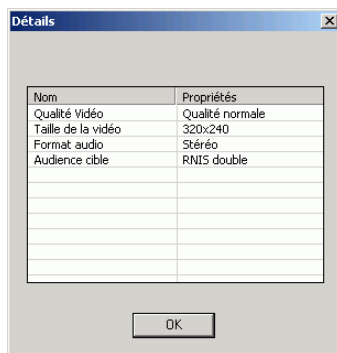 Détails
Nom Propriétés
Qualité Vidéo Qualité normale
Taille de la vidéo 320x240
Format audio Stéréo
Audience cible RNIS double
OK